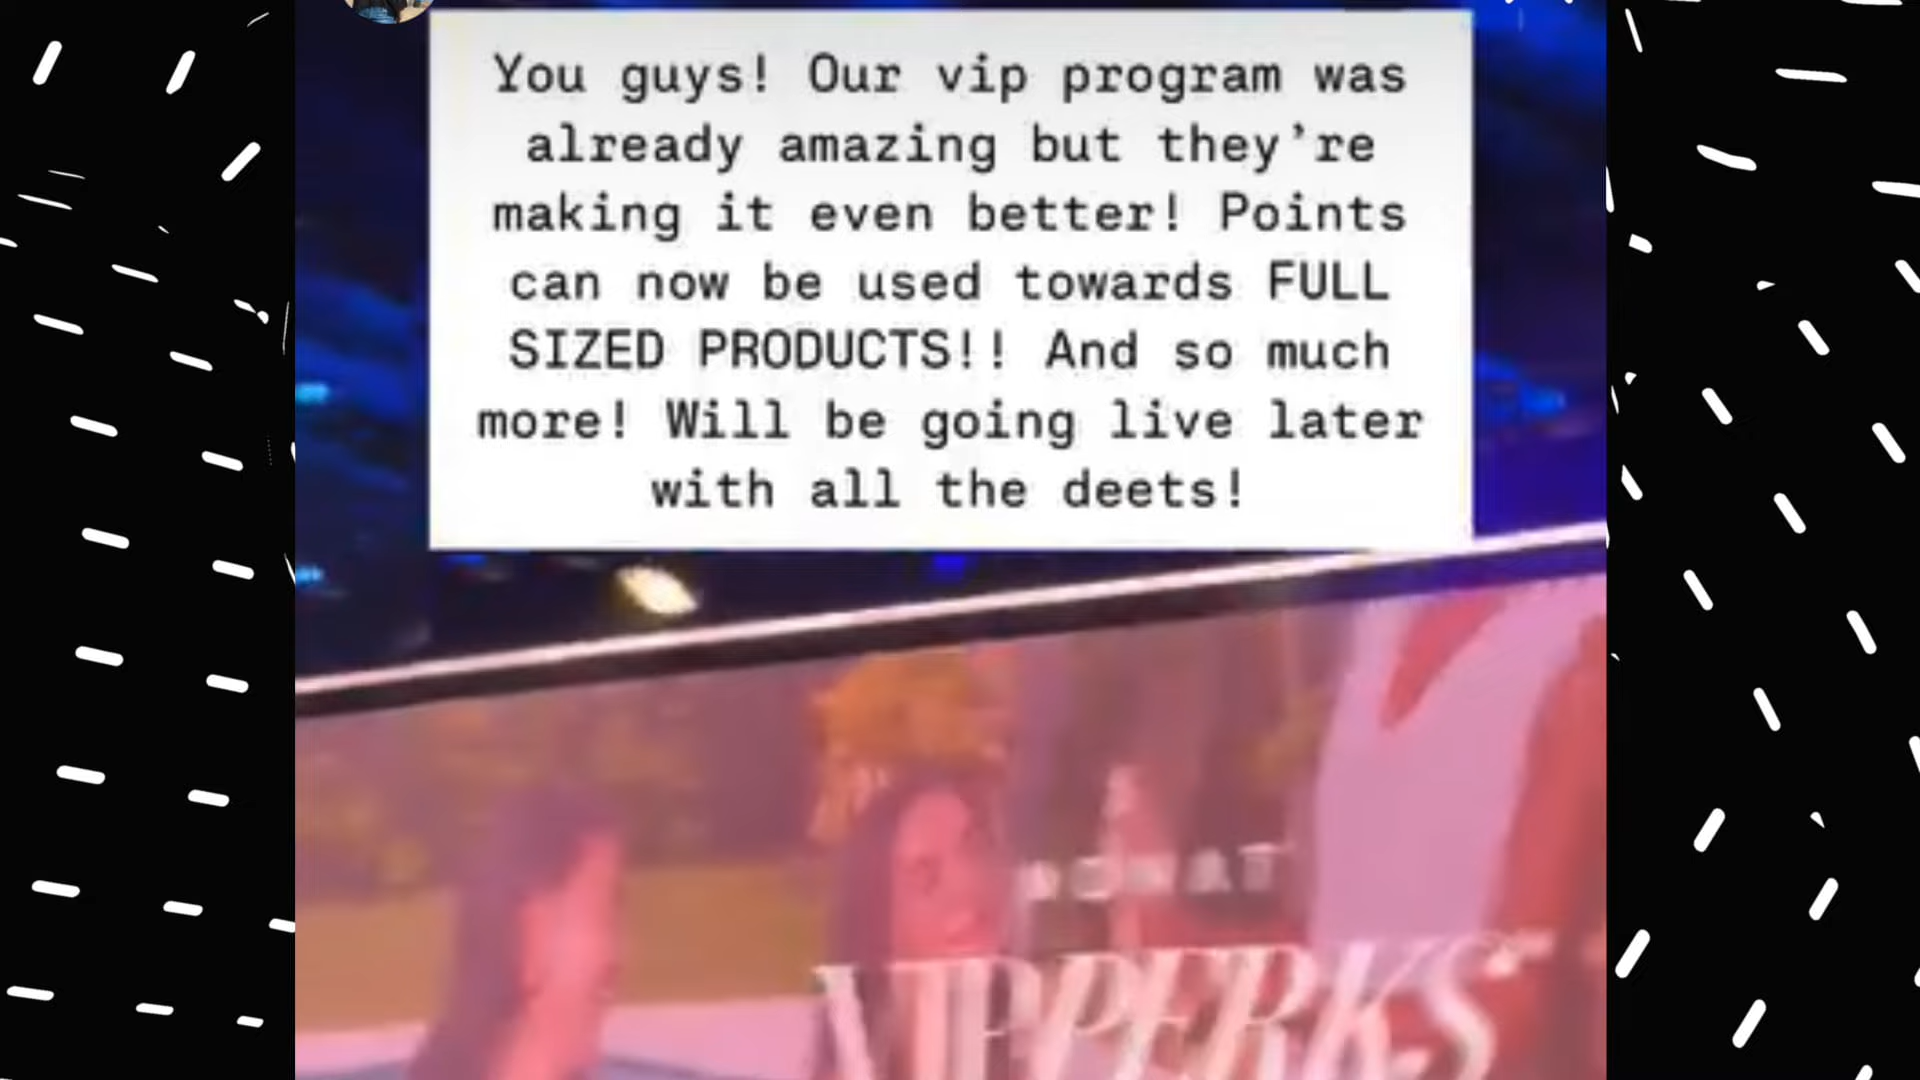 You guys! Our vip program was
already amazing but they’re
making it even better! Points
can now be used towards FULL
SIZED PRODUCTS!! And so much
more! Will be going live later
with all the deets!
VIPPERKS